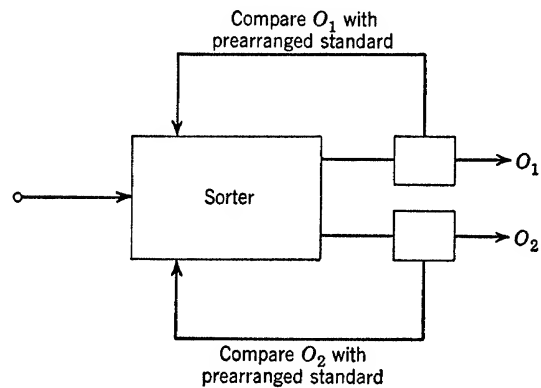 Compare O₁ with
prearranged standard
Sorter
O₁
O₂
Compare O₂ with
prearranged standard